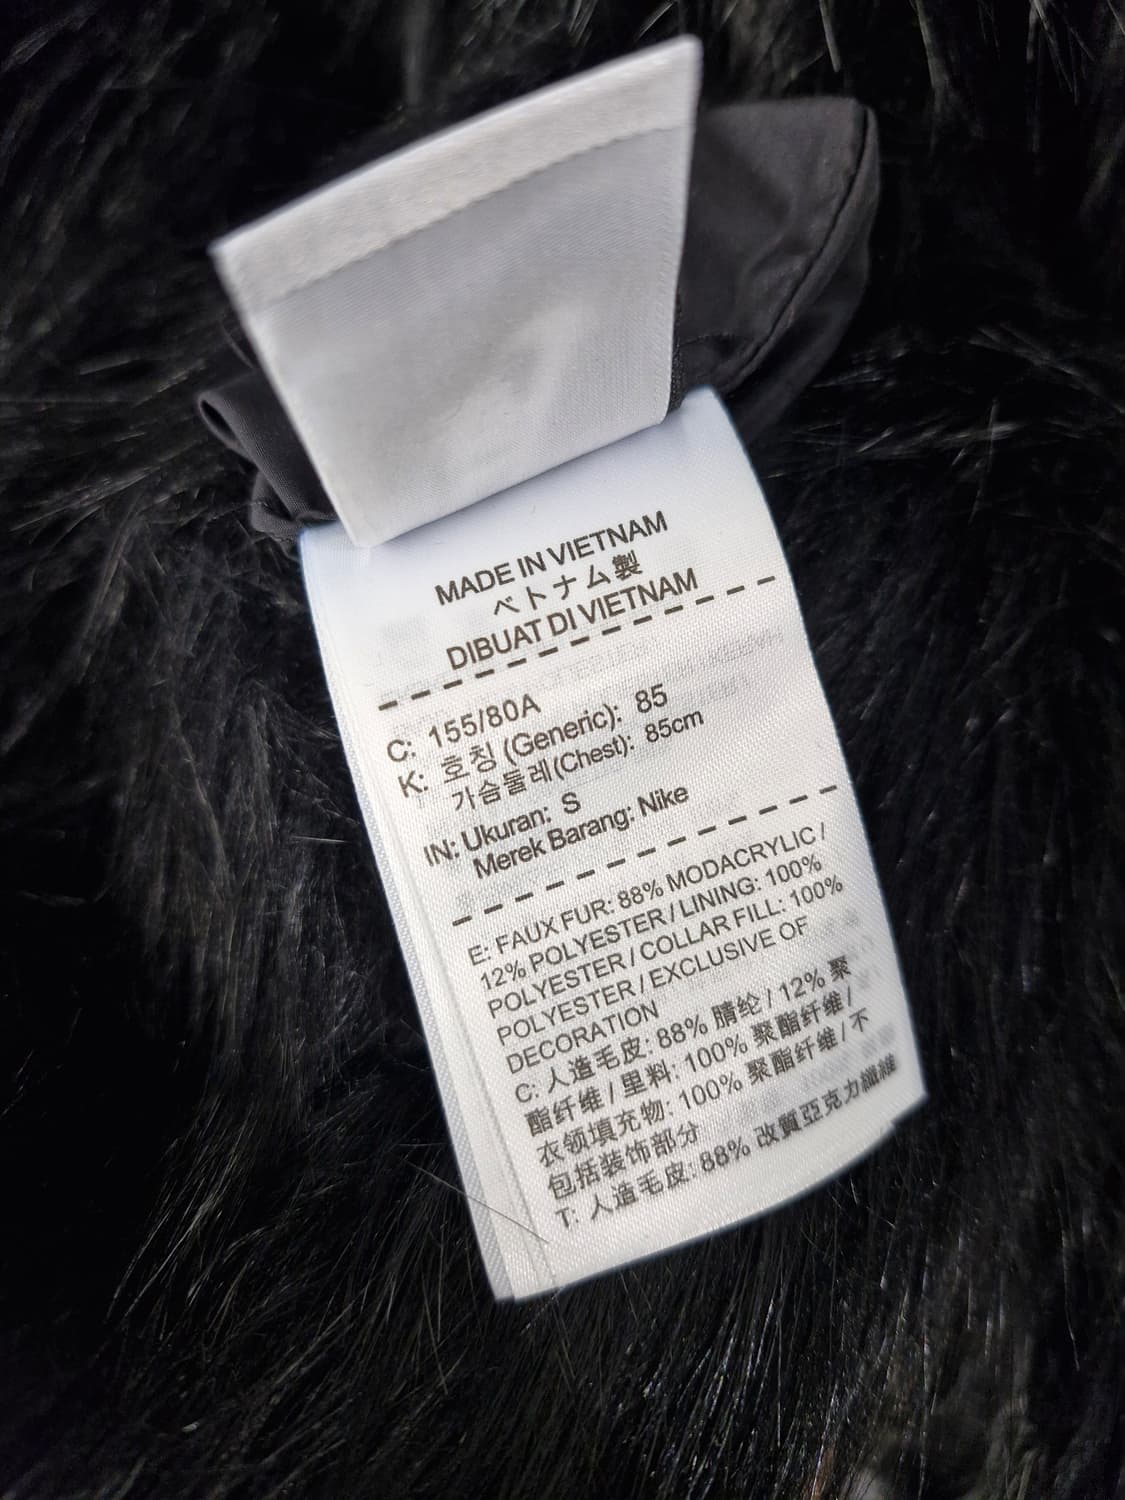 MADE IN VIETNAM
ベトナム製
DIBUAT DI VIETNAM
C: 155/80A
K: 호칭 (Generic): 85
가슴둘레 (Chest): 85cm
IN: Ukuran: S
Merek Barang: Nike
E: FAUX FUR: 88% MODACRYLIC /
12% POLYESTER / LINING: 100%
POLYESTER / COLLAR FILL: 100%
POLYESTER / EXCLUSIVE OF
DECORATION
C: 人造毛皮: 88% 腈纶 / 12% 聚
酯纤维 / 里料: 100% 聚酯纤维 /
衣领填充物: 100% 聚酯纤维 / 不
包括装饰部分
T: 人造毛皮: 88% 改質亞克力纖維